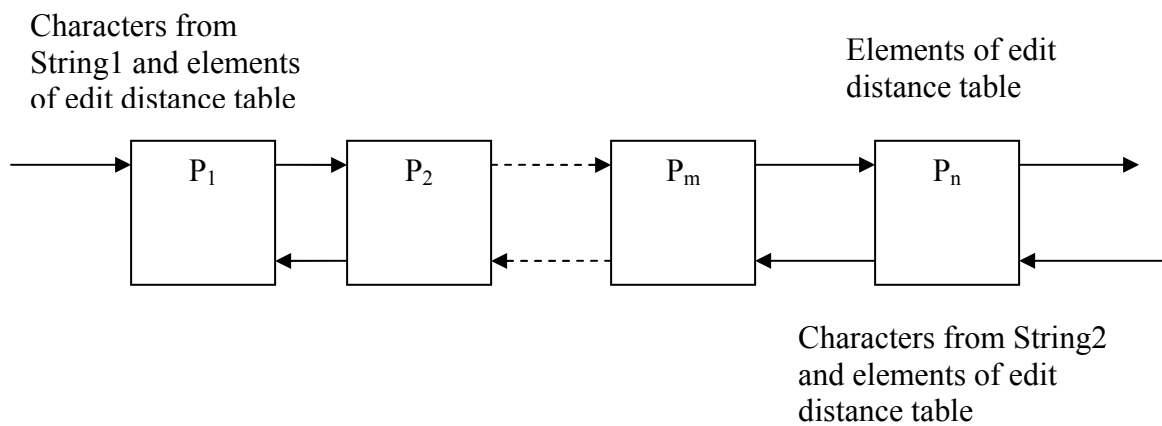 Characters from
String1 and elements
of edit distance table
Elements of edit
distance table
P1
P2
Pm
Pn
Characters from String2
and elements of edit
distance table